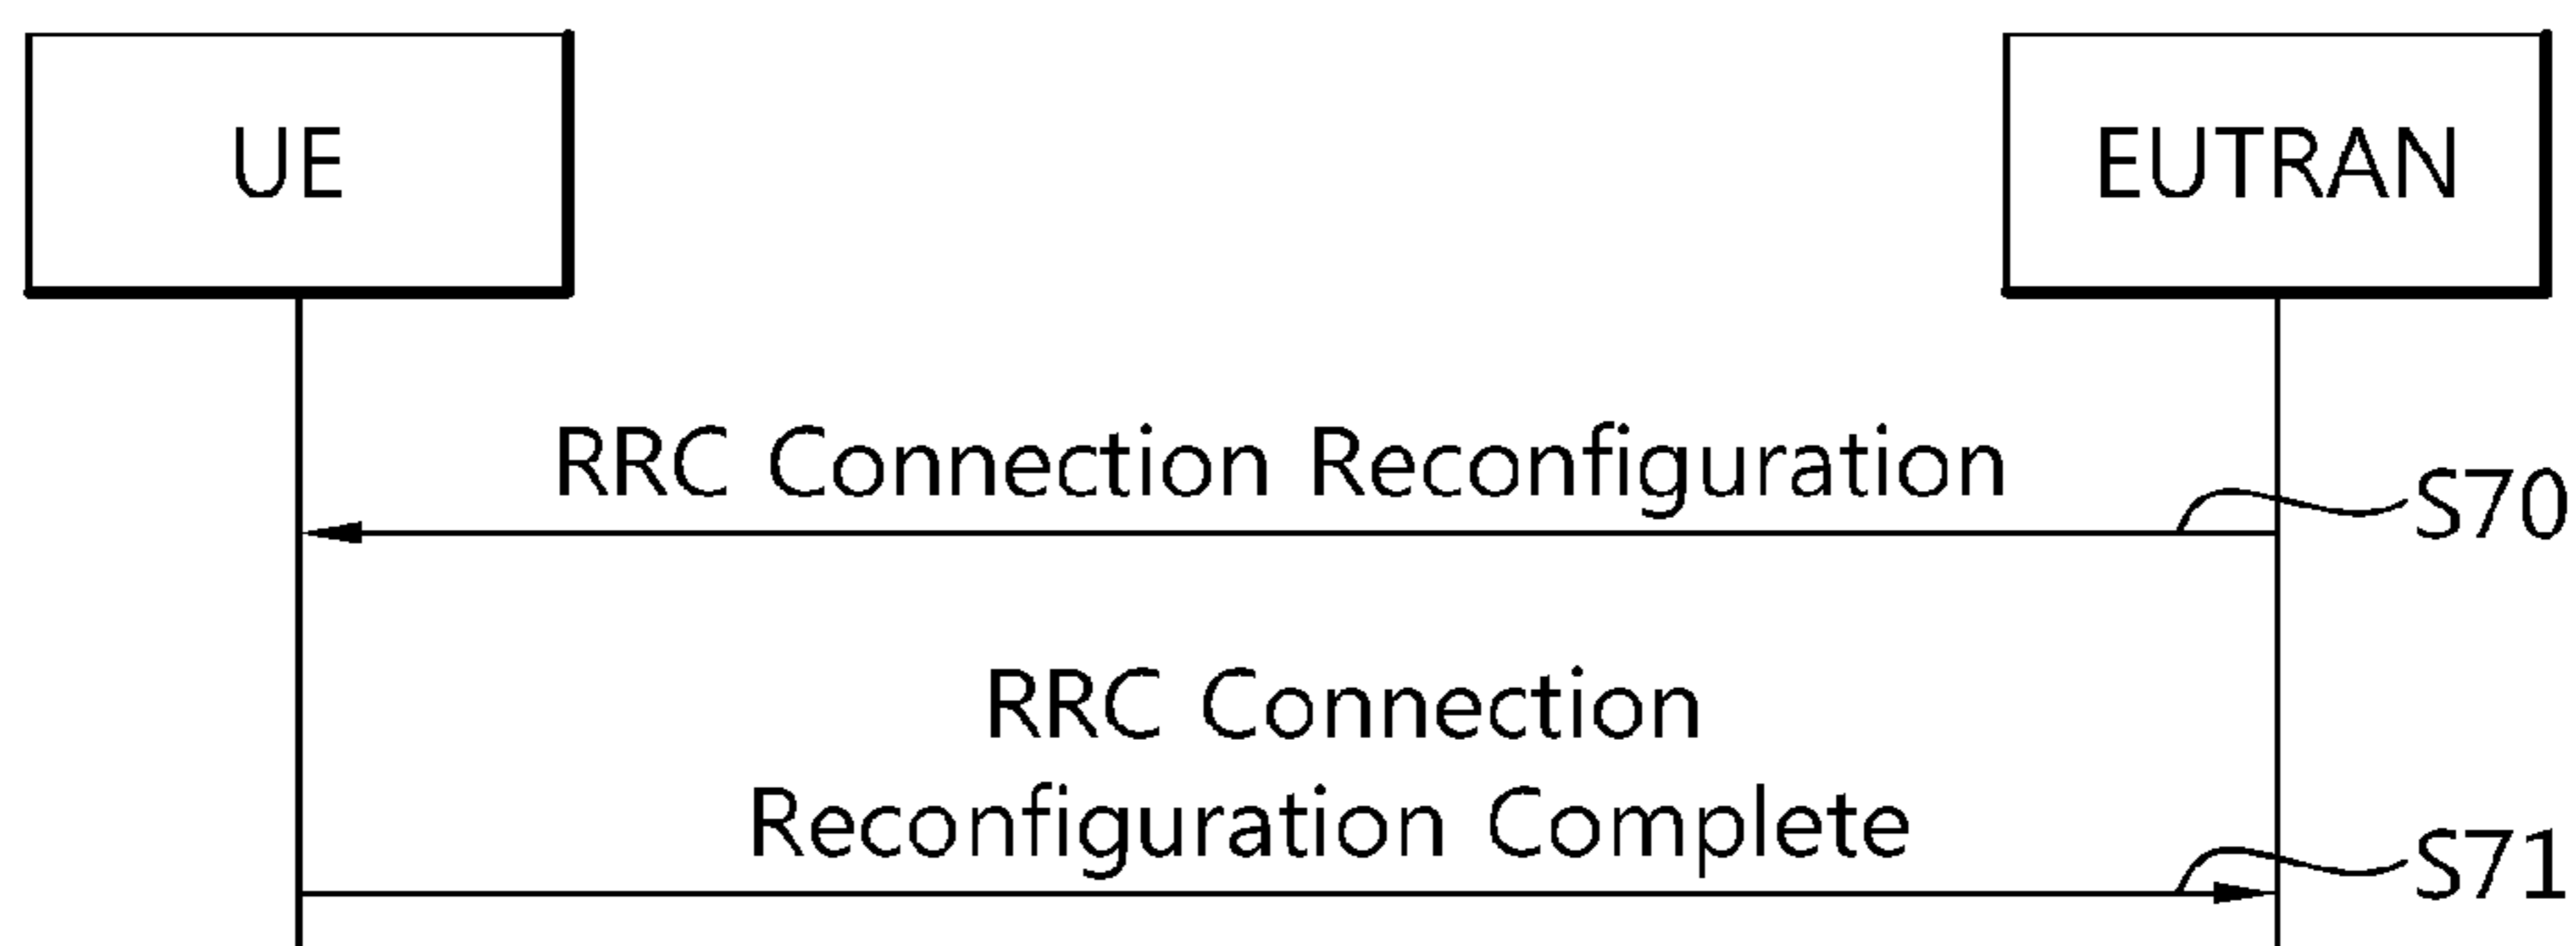 UE
EUTRAN
RRC Connection Reconfiguration
S70
RRC Connection
Reconfiguration Complete
S71